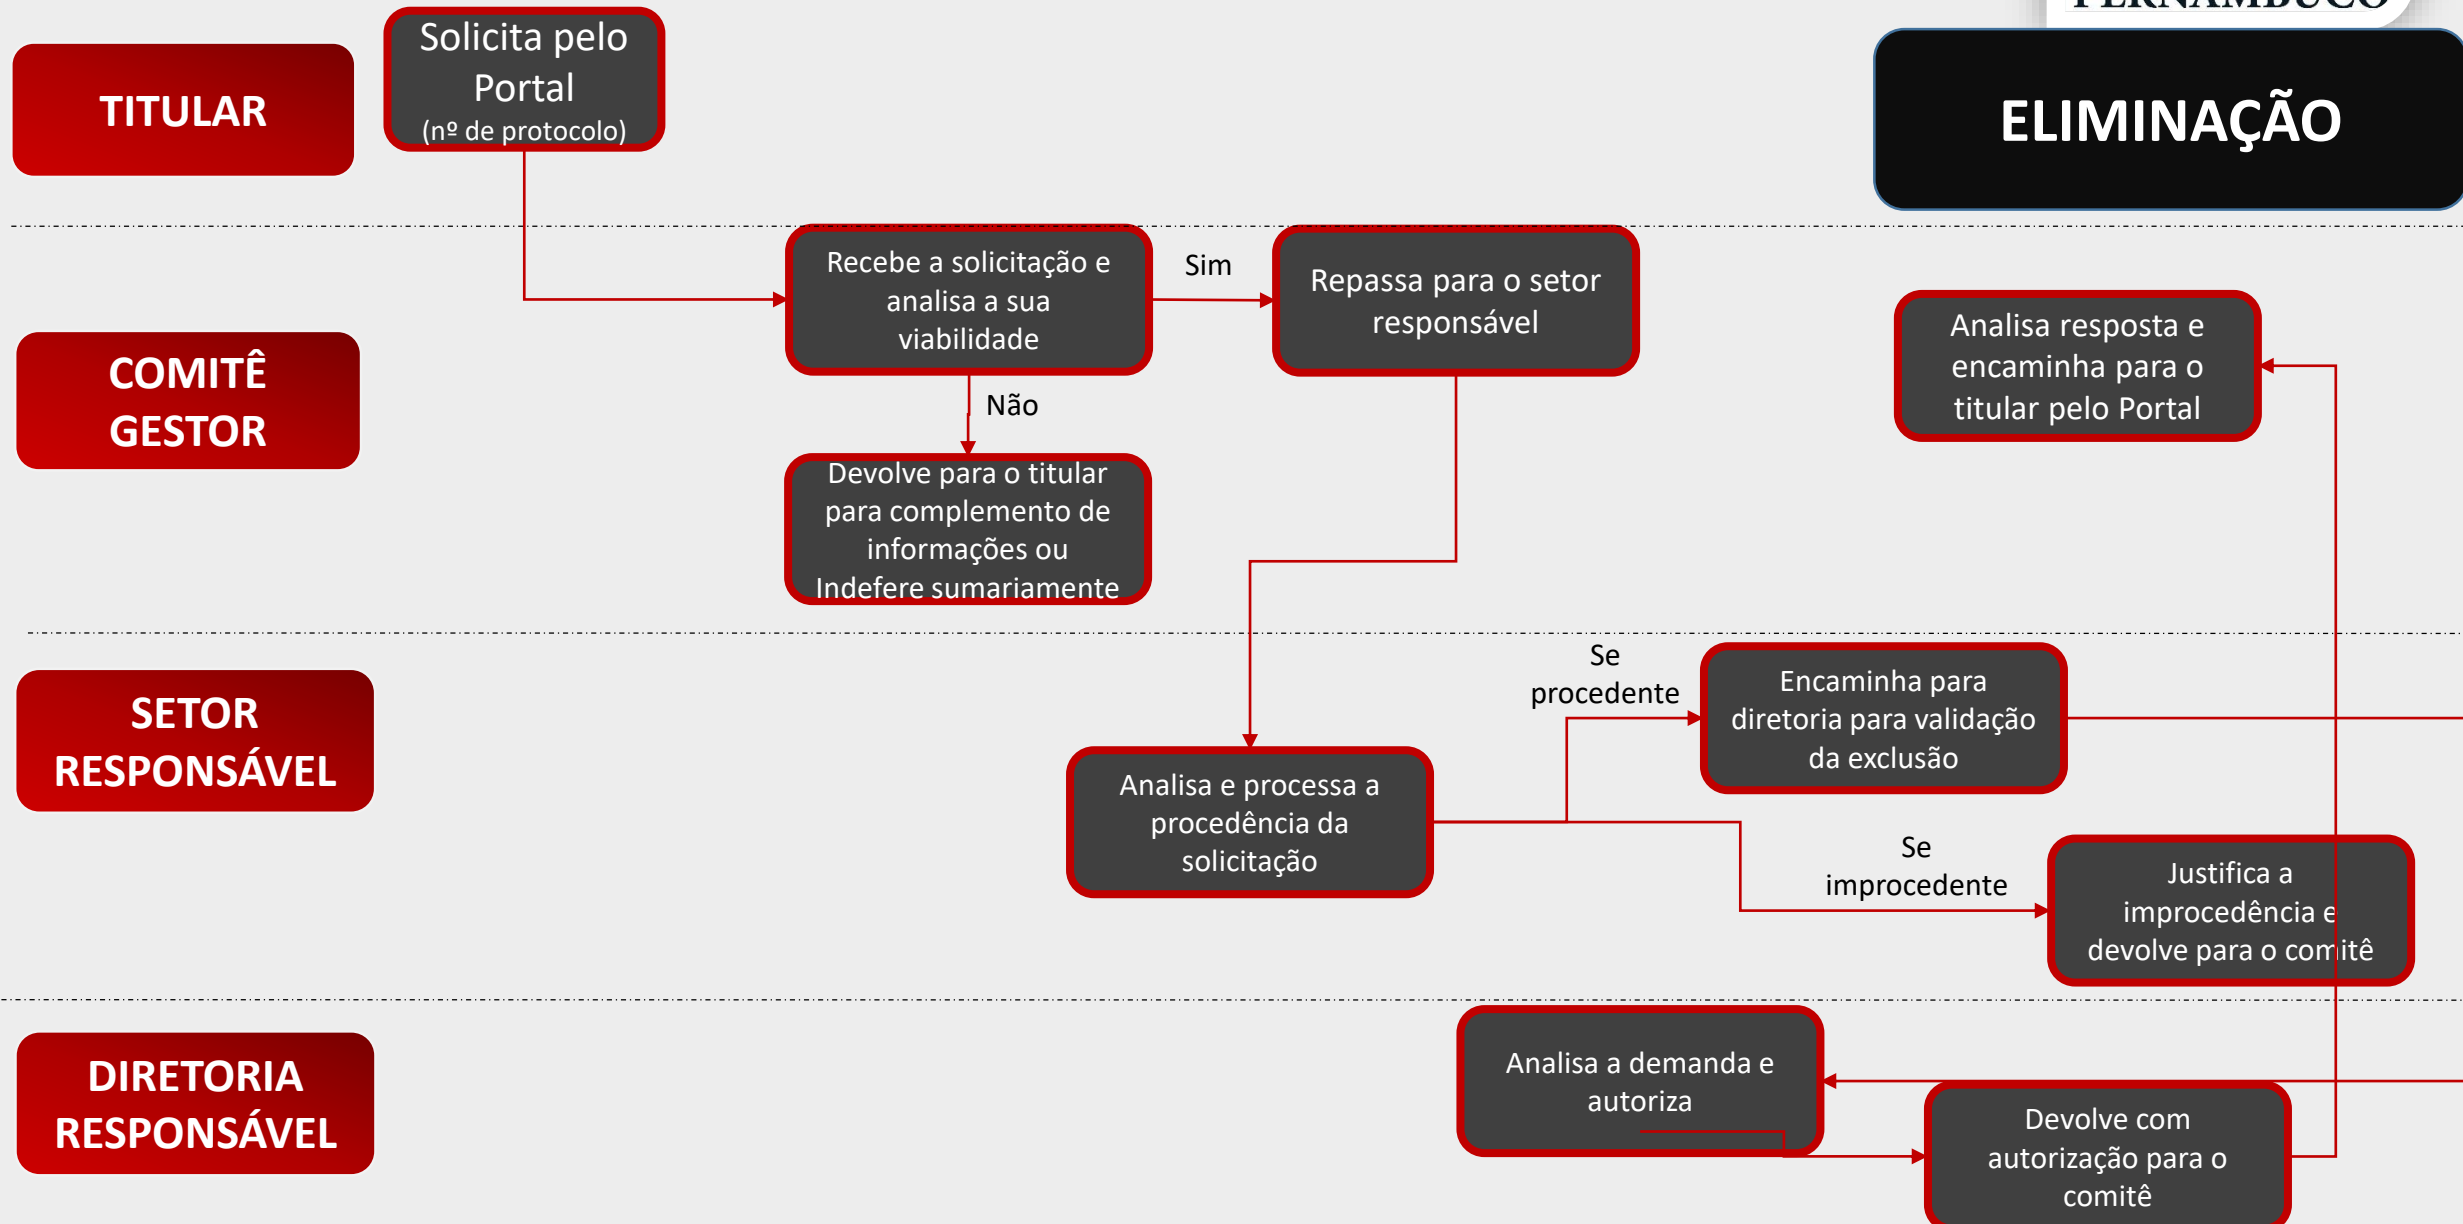 PERNAMBUCO
TITULAR
Solicita pelo
Portal
(nº de protocolo)
ELIMINAÇÃO
COMITÊ
GESTOR
Recebe a solicitação e
analisa a sua
viabilidade
Sim
Repassa para o setor
responsável
Analisa resposta e
encaminha para o
titular pelo Portal
Não
Devolve para o titular
para complemento de
informações ou
Indefere sumariamente
SETOR
RESPONSÁVEL
Analisa e processa a
procedência da
solicitação
Se
procedente
Encaminha para
diretoria para validação
da exclusão
Se
improcedente
Justifica a
improcedência e
devolve para o comitê
DIRETORIA
RESPONSÁVEL
Analisa a demanda e
autoriza
Devolve com
autorização para o
comitê